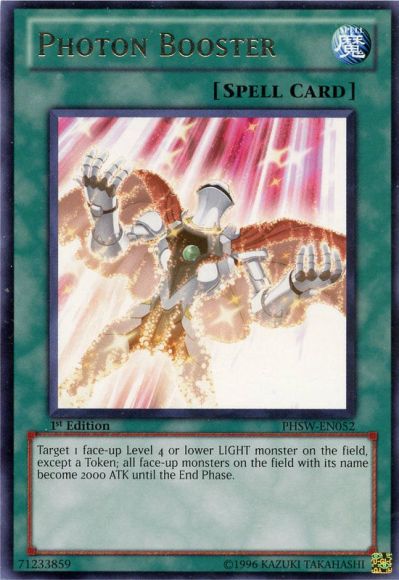 PHOTON BOOSTER
SPELL
魔
[SPELL CARD]
1st Edition
PHSW-EN052
Target 1 face-up Level 4 or lower LIGHT monster on the field,
except a Token; all face-up monsters on the field with its name
become 2000 ATK until the End Phase.
71233859
©1996 KAZUKI TAKAHASHI